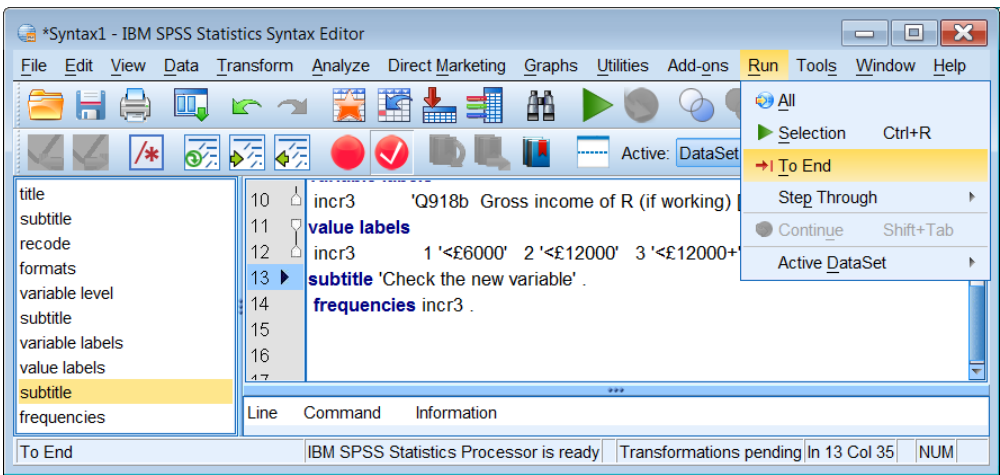 *Syntax1 - IBM SPSS Statistics Syntax Editor
File Edit View Data Transform Analyze Direct Marketing Graphs Utilities Add-ons Run Tools Window Help
All
Selection Ctrl+R
To End
Step Through
Continue Shift+Tab
Active DataSet
Active: DataSet
title
subtitle
recode
formats
variable level
subtitle
variable labels
value labels
subtitle
frequencies
variable labels
10 incr3 'Q918b Gross income of R (if working) [
11 value labels
12 incr3 1 '<£6000' 2 '<£12000' 3 '<£12000+'
13 subtitle 'Check the new variable' .
14 frequencies incr3 .
15
16
17
Line Command Information
To End IBM SPSS Statistics Processor is ready Transformations pending In 13 Col 35 NUM